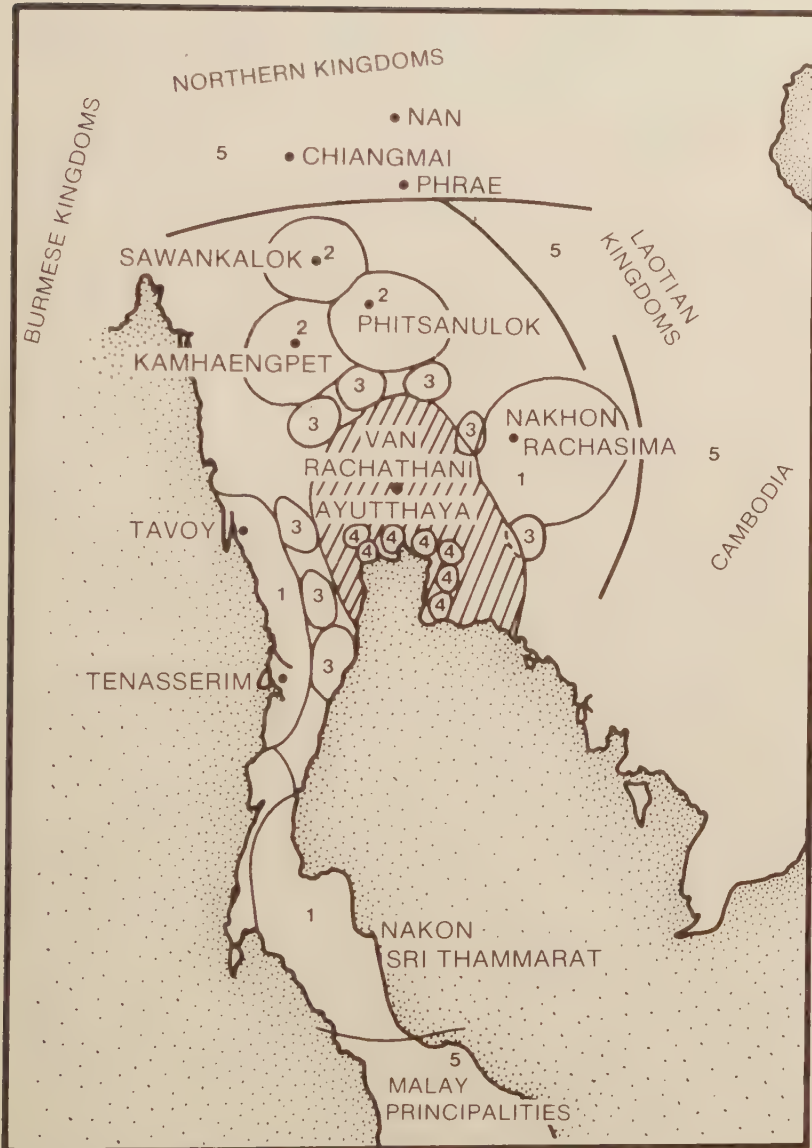 NORTHERN KINGDOMS
NAN
5
CHIANGMAI
PHRAE
BURMESE KINGDOMS
LAOTIAN
KINGDOMS
5
SAWANKALOK
2
2
PHITSANULOK
2
KAMHAENGPET
3
3
3
3
NAKHON
RACHASIMA
1
5
CAMBODIA
VAN
RACHATHANI
AYUTTHAYA
TAVOY
3
3
4
4
4
4
4
4
4
1
3
3
TENASSERIM
1
NAKON
SRI THAMMARAT
5
MALAY
PRINCIPALITIES